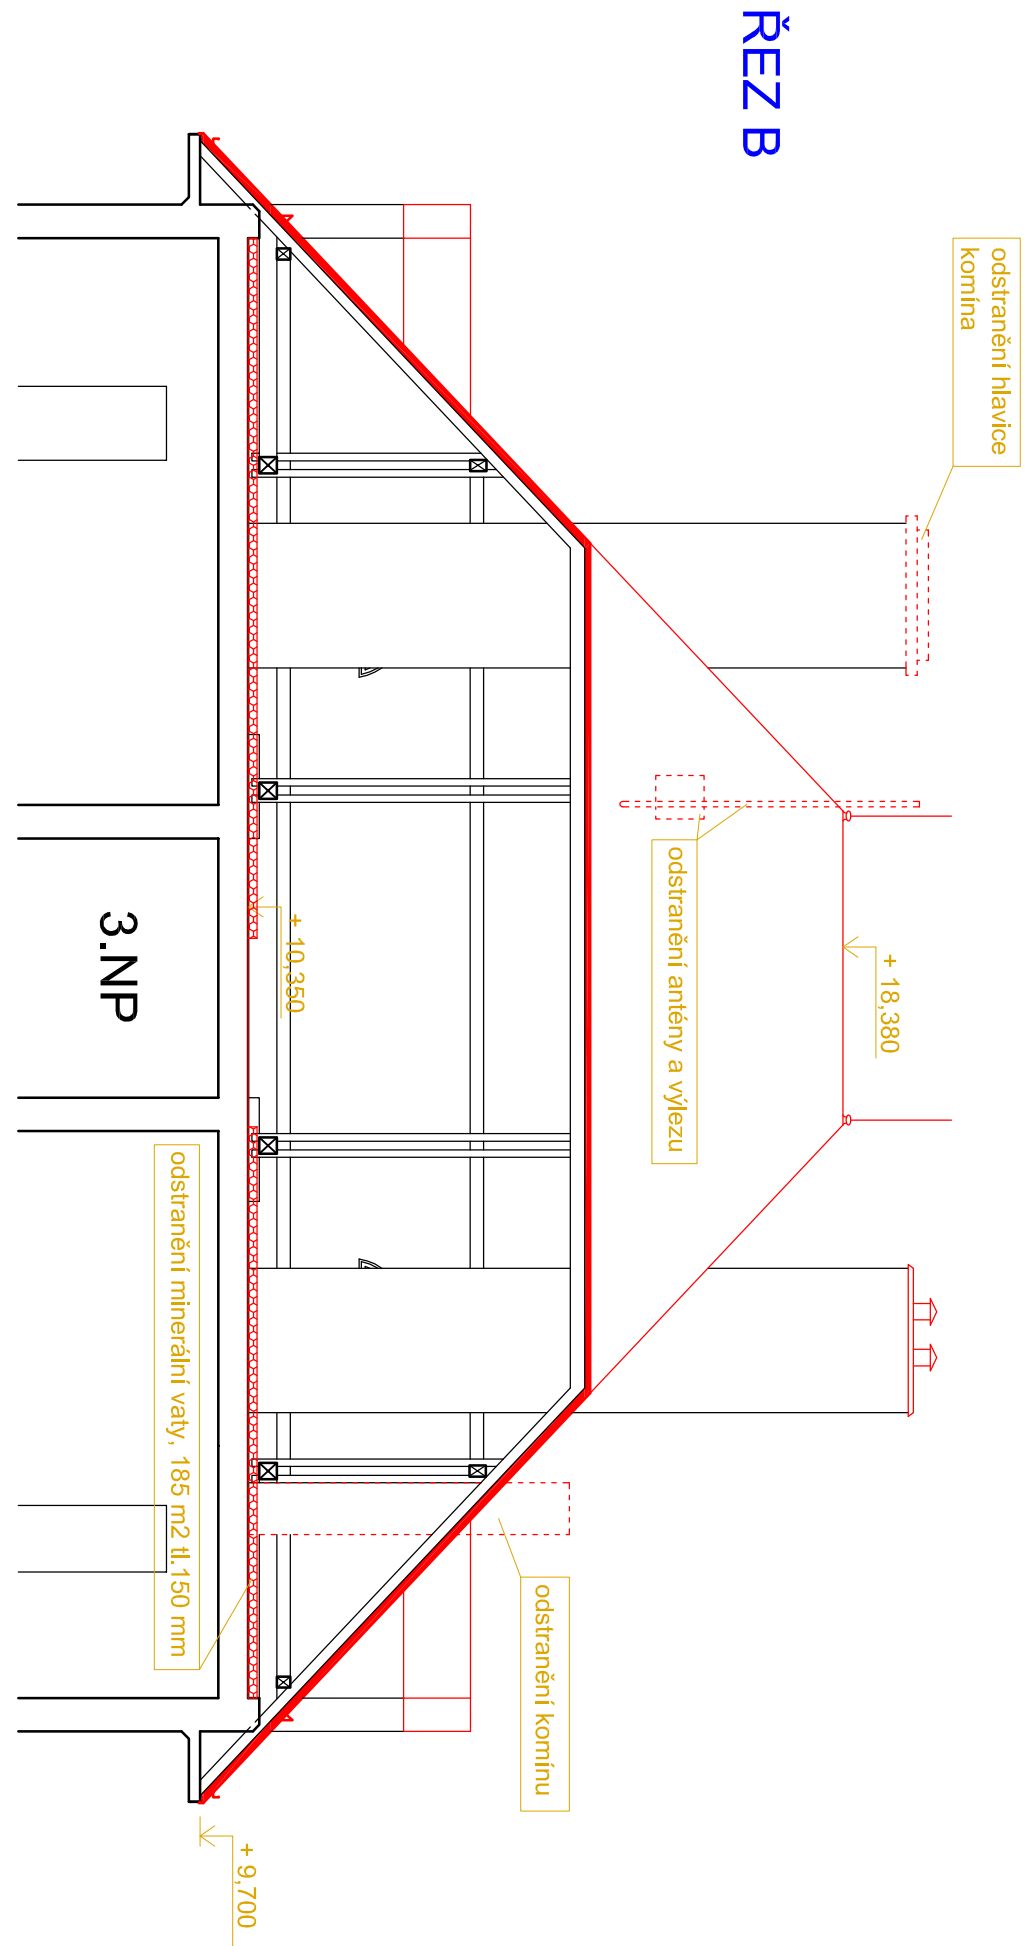 ŘEZ B
odstranění hlavice
komína
+ 18,380
odstranění antény a výlezu
odstranění komínu
+ 10,350
+ 9,700
odstranění minerální vaty, 185 m2 tl.150 mm
3.NP